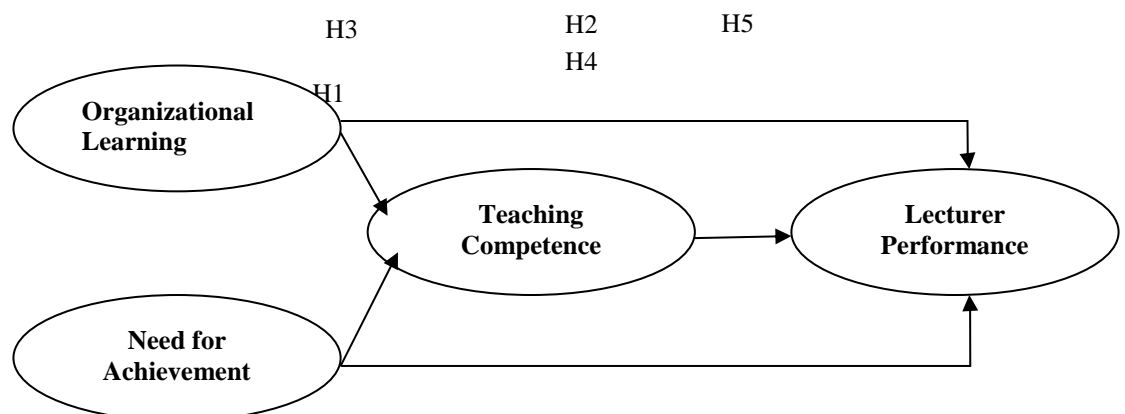 H3 H2 H5
H4
H1
Organizational
Learning
Teaching
Competence
Lecturer
Performance
Need for
Achievement